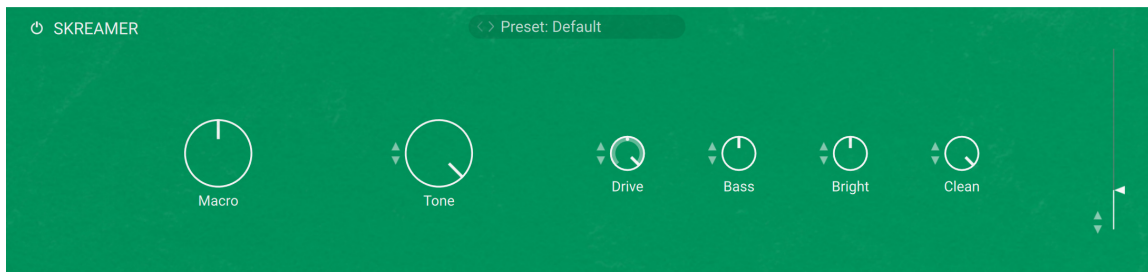 SKREAMER
Preset: Default
Macro
Tone
Drive
Bass
Bright
Clean